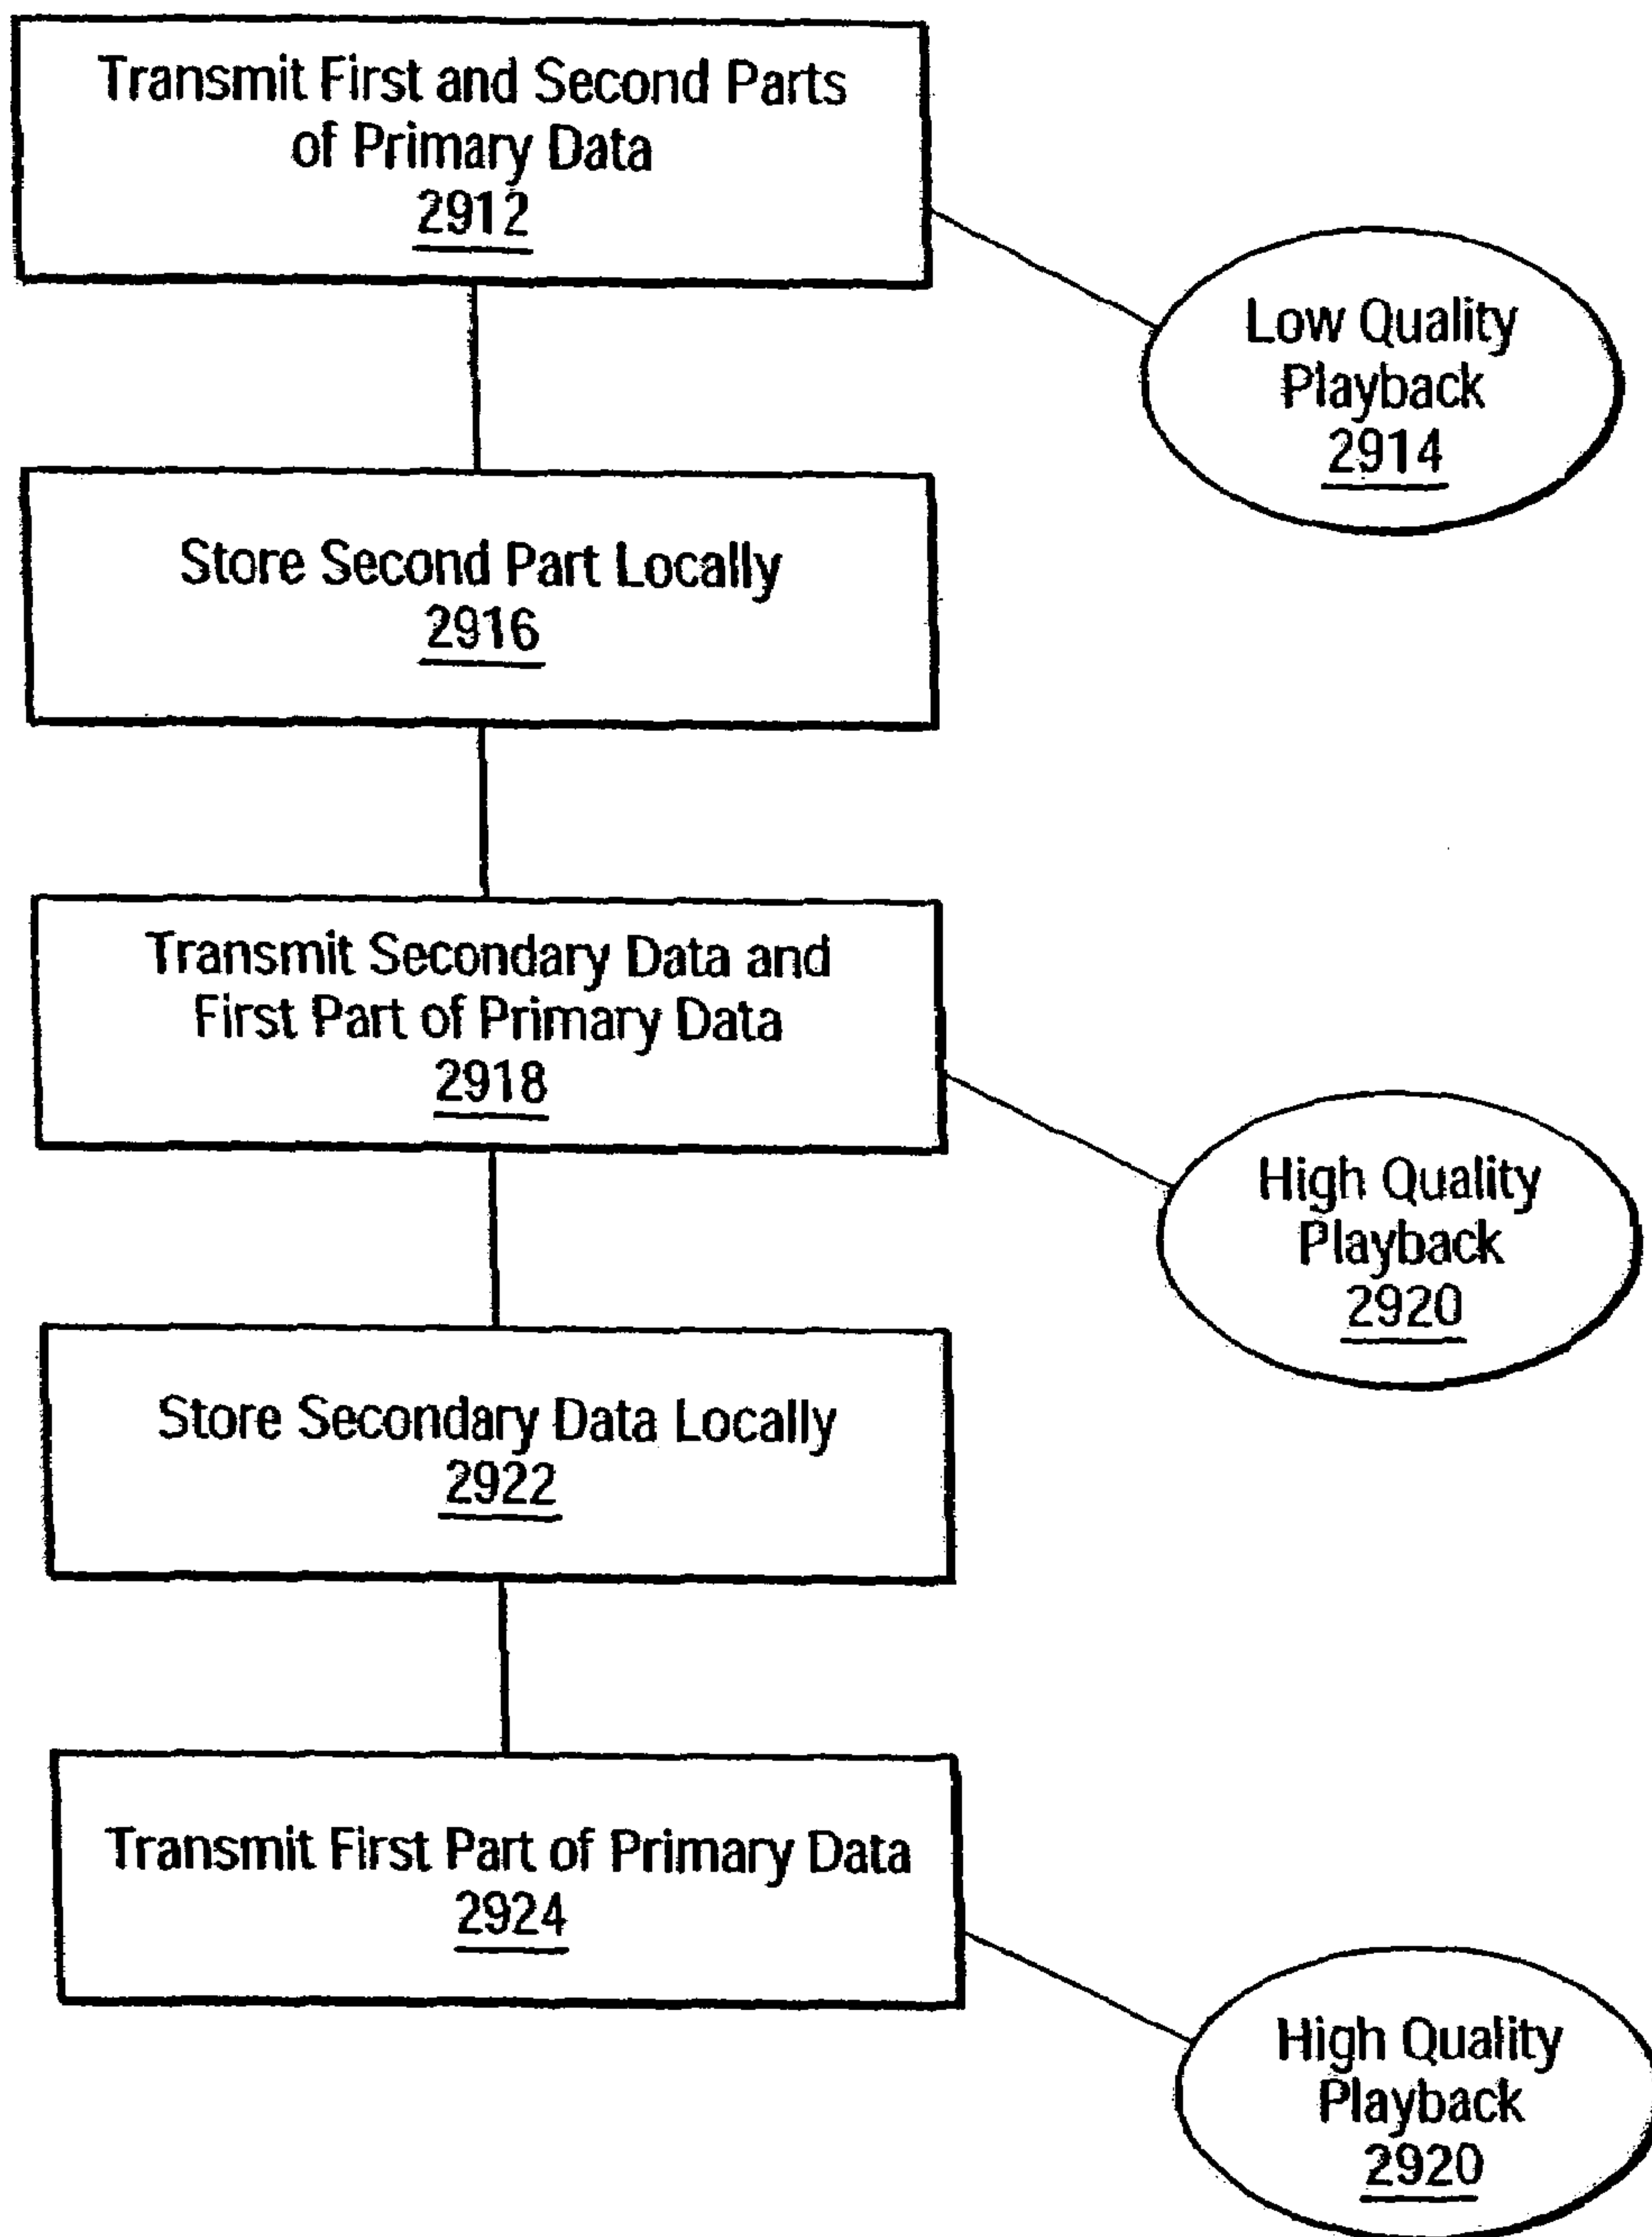 Transmit First and Second Parts
of Primary Data
2912
Low Quality
Playback
2914
Store Second Part Locally
2916
Transmit Secondary Data and
First Part of Primary Data
2918
High Quality
Playback
2920
Store Secondary Data Locally
2922
Transmit First Part of Primary Data
2924
High Quality
Playback
2920